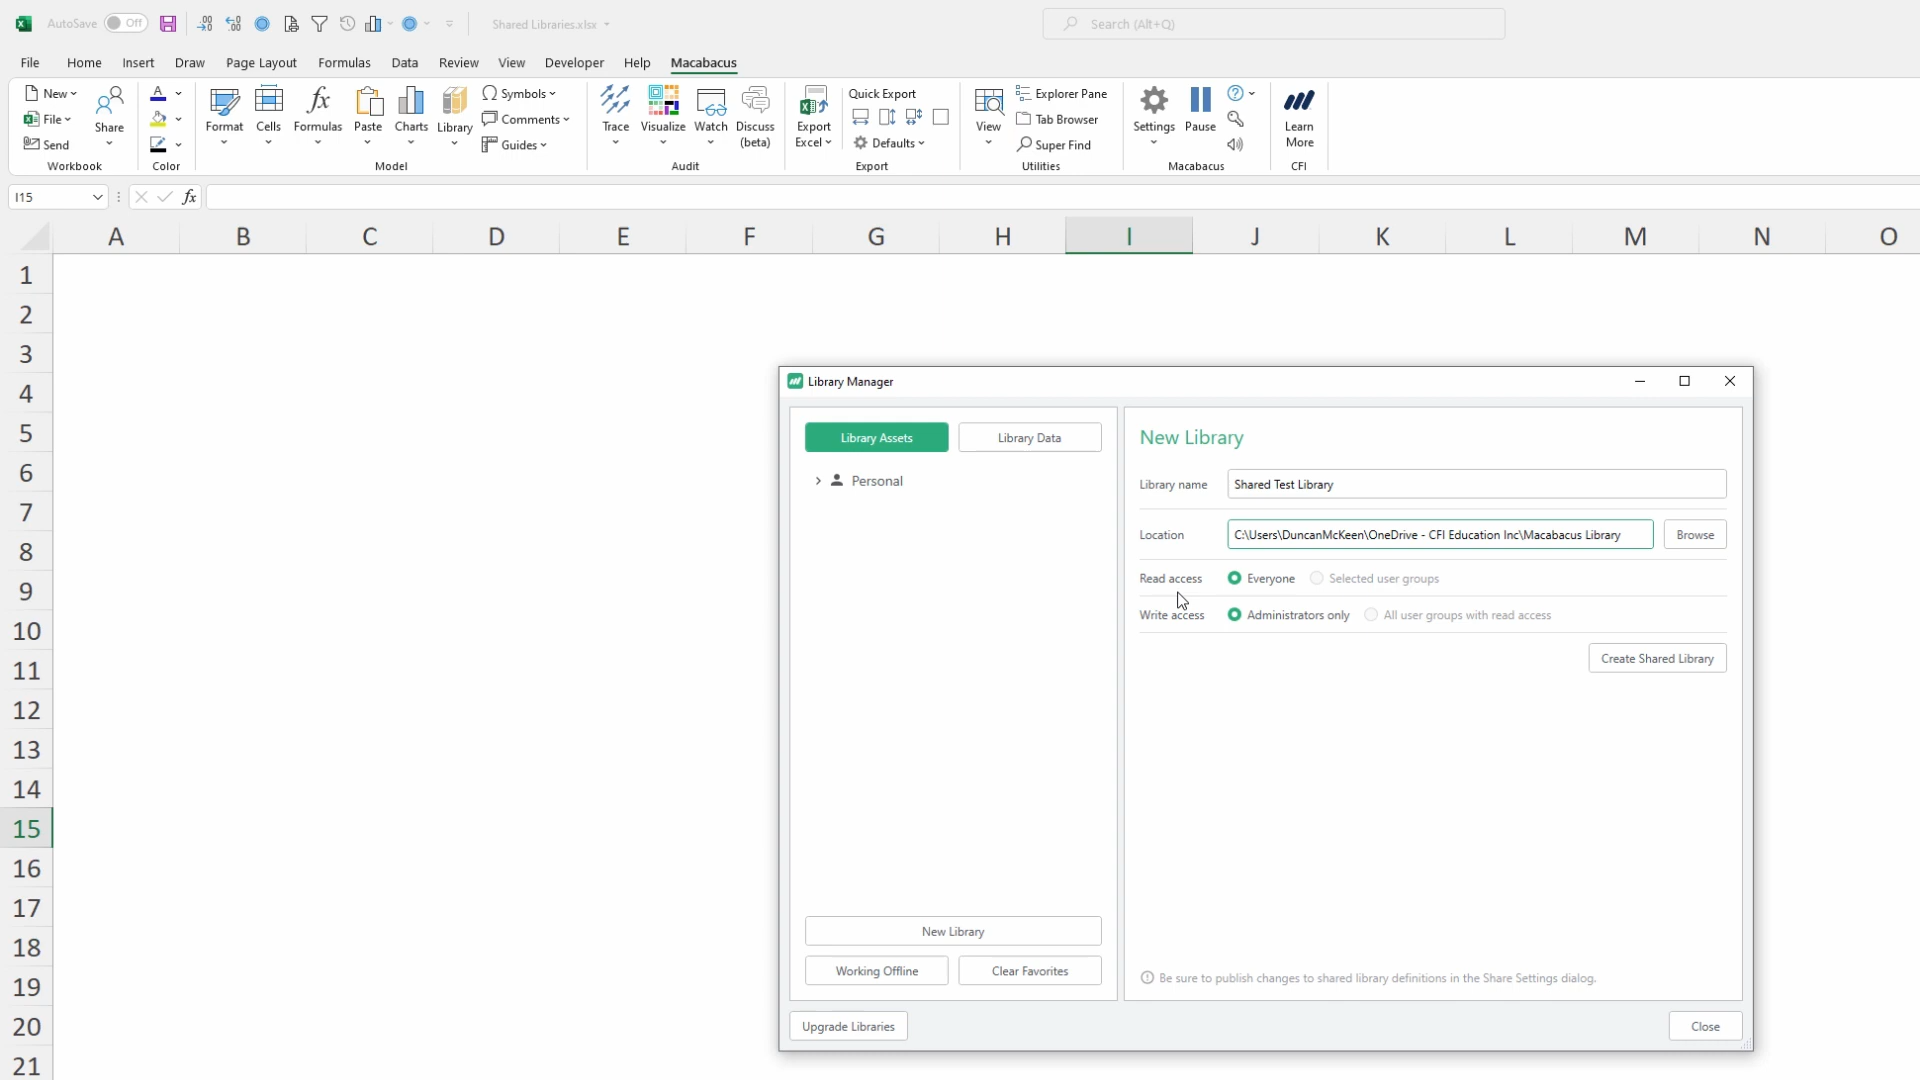 AutoSave Off Shared Libraries.xlsx Search (Alt+Q)
File Home Insert Draw Page Layout Formulas Data Review View Developer Help Macabacus
New
File
Send
Share
Workbook
Color
Format Cells Formulas Paste Charts Library
Symbols
Comments
Guides
Model
Trace Visualize Watch Discuss (beta)
Audit
Export Excel
Quick Export
Defaults
Export
View
Explorer Pane
Tab Browser
Super Find
Utilities
Settings Pause
Macabacus
Learn More
CFI
I15 fx
A B C D E F G H I J K L M N O
1
2
3
4
5
6
7
8
9
10
11
12
13
14
15
16
17
18
19
20
21
Library Manager
Library Assets Library Data
Personal
New Library
Working Offline Clear Favorites
Upgrade Libraries
New Library
Library name Shared Test Library
Location C:\Users\DuncanMcKeen\OneDrive - CFI Education Inc\Macabacus Library Browse
Read access Everyone Selected user groups
Write access Administrators only All user groups with read access
Create Shared Library
Be sure to publish changes to shared library definitions in the Share Settings dialog.
Close